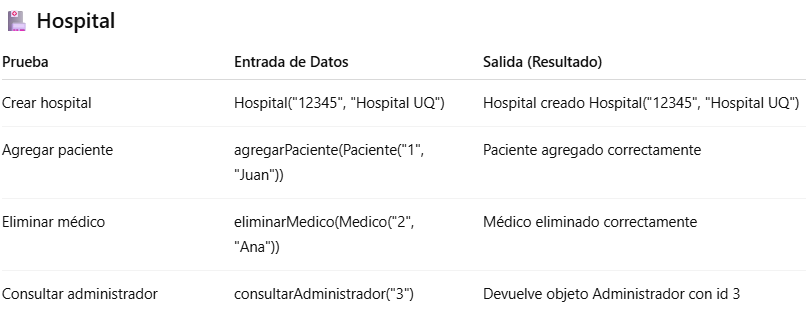 Hospital
Prueba Entrada de Datos Salida (Resultado)
Crear hospital Hospital("12345", "Hospital UQ") Hospital creado Hospital("12345", "Hospital UQ")
Agregar paciente agregarPaciente(Paciente("1", Paciente agregado correctamente
"Juan"))
Eliminar médico eliminarMedico(Medico("2", Médico eliminado correctamente
"Ana"))
Consultar administrador consultarAdministrador("3") Devuelve objeto Administrador con id 3